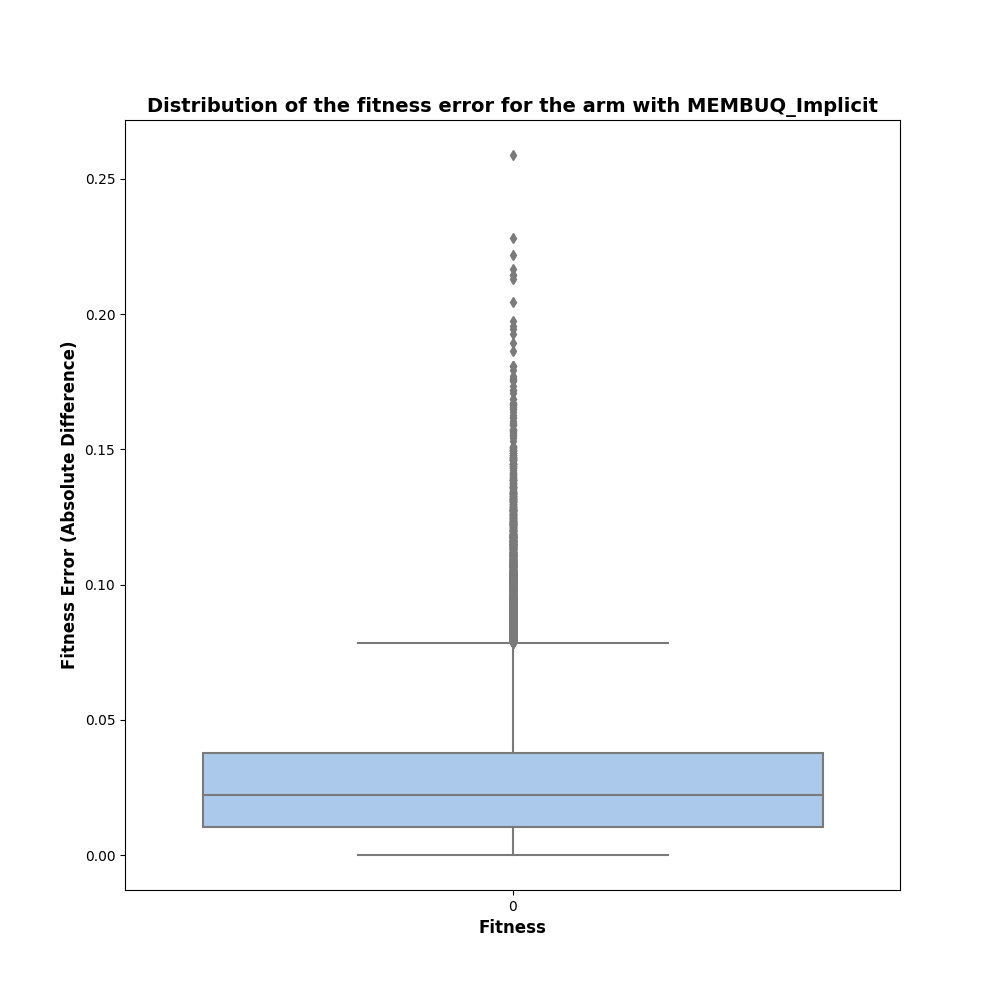 Distribution of the fitness error for the arm with MEMBUQ_Implicit
0.25
0.20
0.15
0.10
0.05
0.00
Fitness Error (Absolute Difference)
0
Fitness